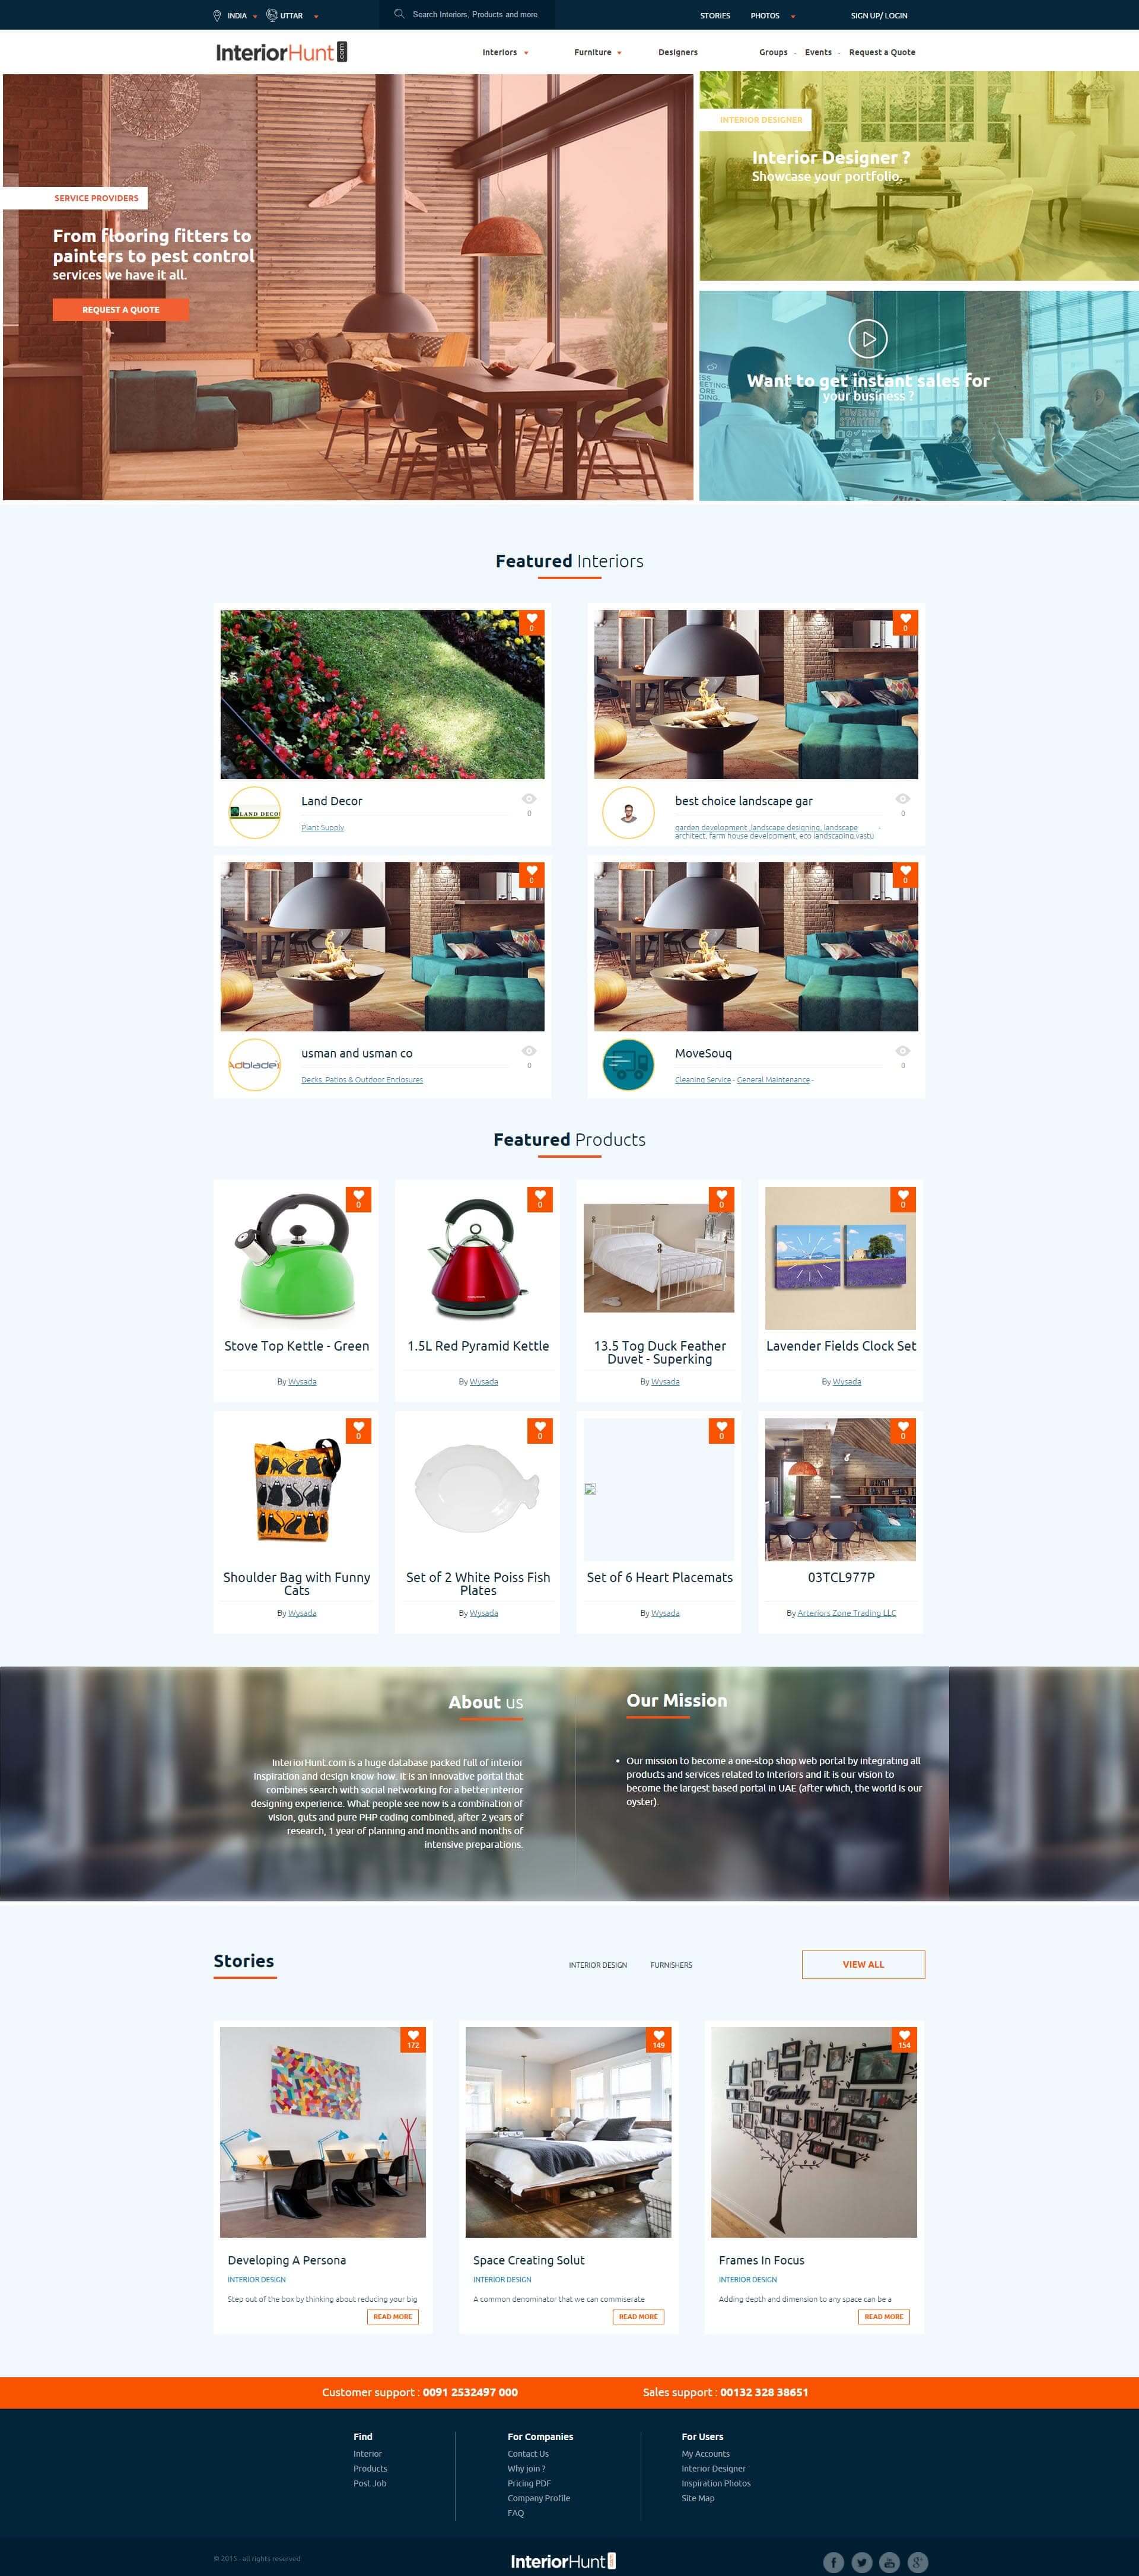 INDIA
UTTAR
Search Interiors, Products and more
STORIES
PHOTOS
SIGN UP/ LOGIN
InteriorHunt.com
Interiors
Furniture
Designers
Groups -
Events -
Request a Quote
SERVICE PROVIDERS
From flooring fitters to
painters to pest control
services we have it all.
REQUEST A QUOTE
INTERIOR DESIGNER
Interior Designer ?
Showcase your portfolio.
Want to get instant sales for
your business ?
Featured Interiors
0
0
Land Decor
0
LAND DECO
Plant Supply
best choice landscape gar
0
garden development ,landscape designing, landscape -
architect, farm house development, eco landscaping,vastu
0
0
usman and usman co
0
Adblade
Decks, Patios & Outdoor Enclosures
MoveSouq
0
Cleaning Service - General Maintenance -
Featured Products
0
0
0
0
Stove Top Kettle - Green
By Wysada
1.5L Red Pyramid Kettle
By Wysada
13.5 Tog Duck Feather
Duvet - Superking
By Wysada
Lavender Fields Clock Set
By Wysada
0
0
0
0
Shoulder Bag with Funny
Cats
By Wysada
Set of 2 White Poiss Fish
Plates
By Wysada
Set of 6 Heart Placemats
By Wysada
03TCL977P
By Arteriors Zone Trading LLC
About us
InteriorHunt.com is a huge database packed full of interior
inspiration and design know-how. It is an innovative portal that
combines search with social networking for a better interior
designing experience. What people see now is a combination of
vision, guts and pure PHP coding combined, after 2 years of
research, 1 year of planning and months and months of
intensive preparations.
Our Mission
• Our mission to become a one-stop shop web portal by integrating all
products and services related to Interiors and it is our vision to
become the largest based portal in UAE (after which, the world is our
oyster).
Stories
INTERIOR DESIGN
FURNISHERS
VIEW ALL
172
149
154
Family
Developing A Persona
INTERIOR DESIGN
Step out of the box by thinking about reducing your big
READ MORE
Space Creating Solut
INTERIOR DESIGN
A common denominator that we can commiserate
READ MORE
Frames In Focus
INTERIOR DESIGN
Adding depth and dimension to any space can be a
READ MORE
Customer support : 0091 2532497 000
Sales support : 00132 328 38651
Find
Interior
Products
Post Job
For Companies
Contact Us
Why join ?
Pricing PDF
Company Profile
FAQ
For Users
My Accounts
Interior Designer
Inspiration Photos
Site Map
© 2015 - all rights reserved
InteriorHunt